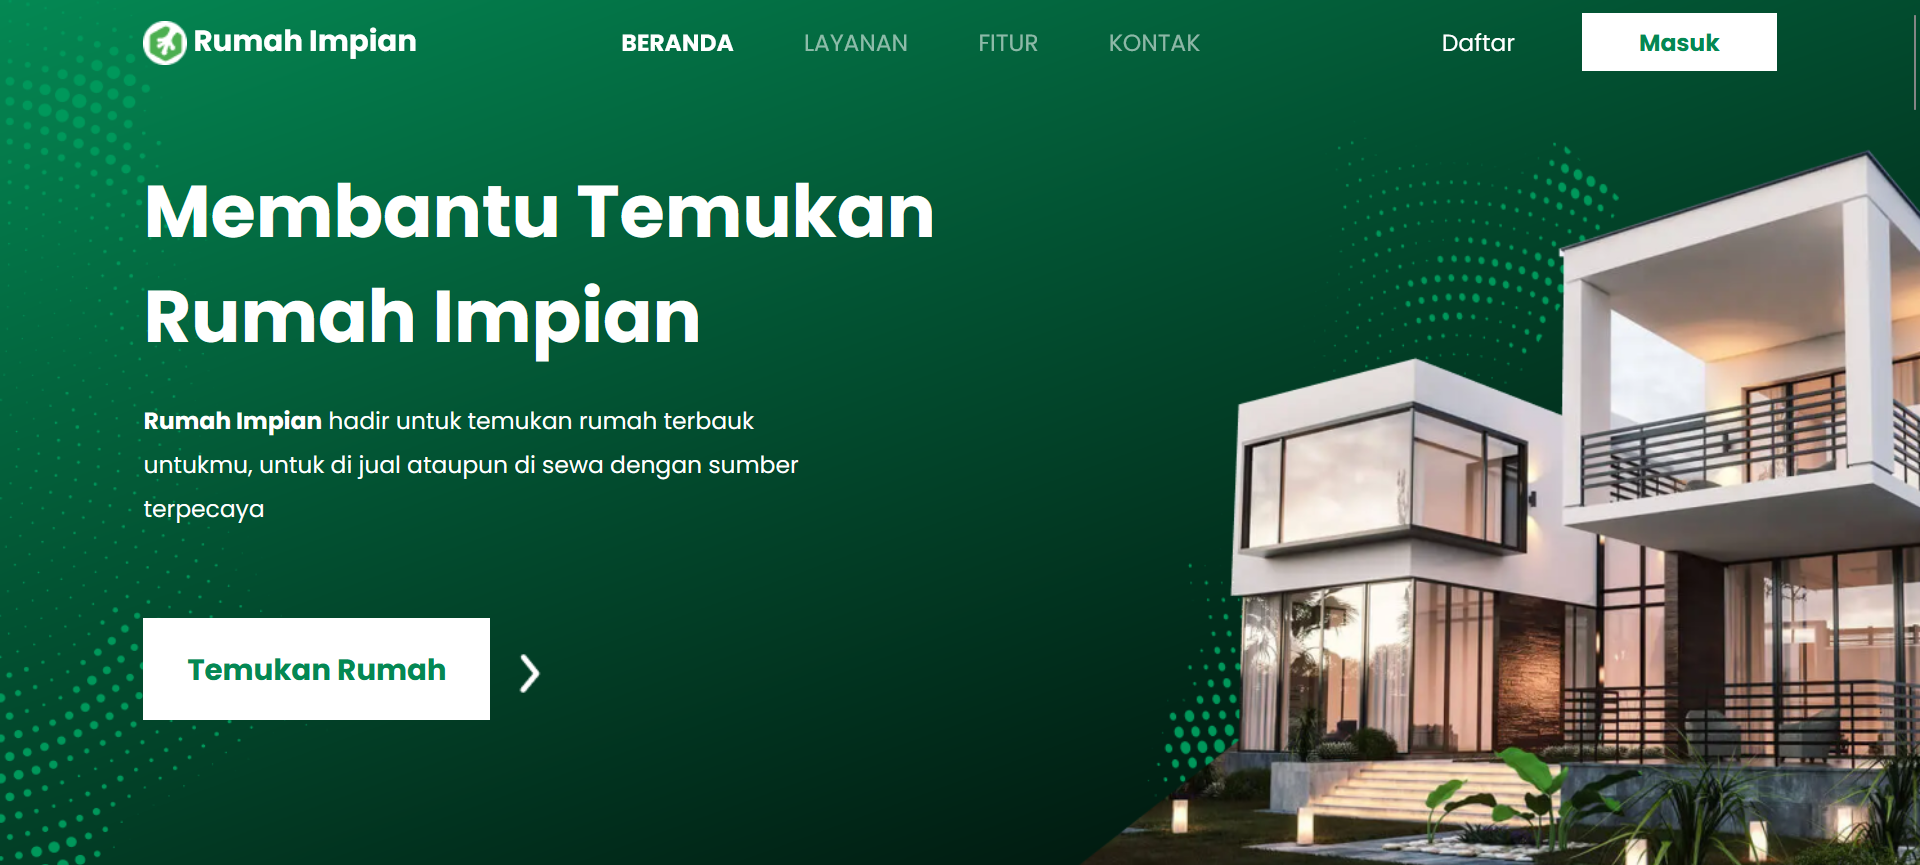 Rumah Impian
BERANDA
LAYANAN
FITUR
KONTAK
Daftar
Masuk
Membantu Temukan
Rumah Impian
Rumah Impian hadir untuk temukan rumah terbauk
untukmu, untuk di jual ataupun di sewa dengan sumber
terpecaya
Temukan Rumah